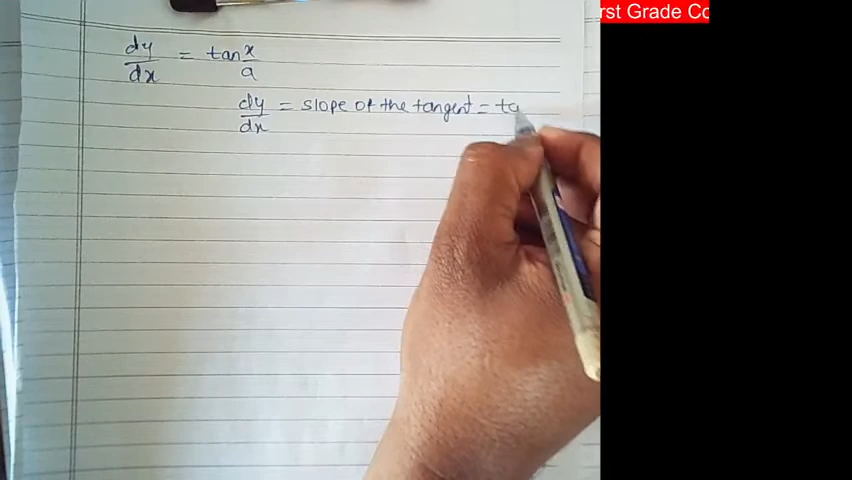 rst Grade Co
dy/dx = tan x/a
dy/dx = slope of the tangent = ta